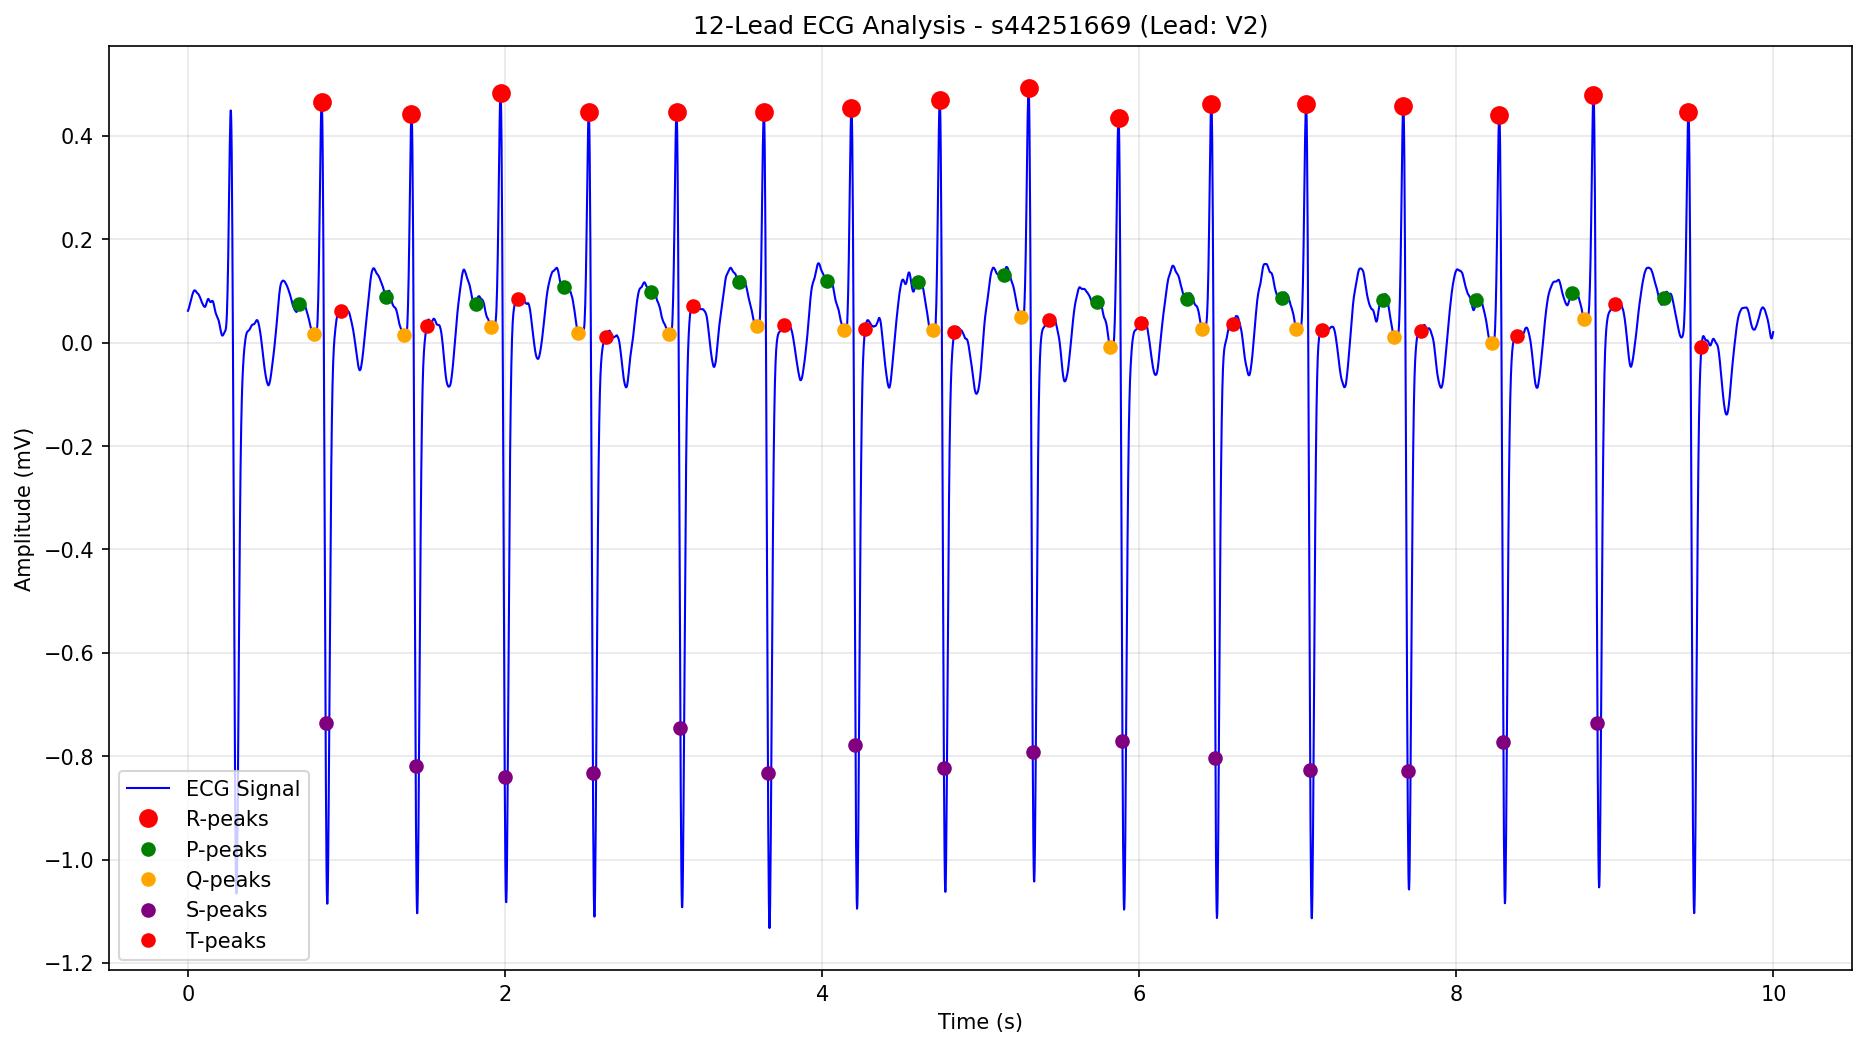 12-Lead ECG Analysis - s44251669 (Lead: V2)
Amplitude (mV)
0.4
0.2
0.0
−0.2
−0.4
−0.6
−0.8
−1.0
−1.2
ECG Signal
R-peaks
P-peaks
Q-peaks
S-peaks
T-peaks
0 2 4 6 8 10
Time (s)